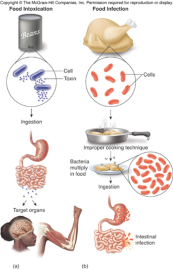 Copyright © The McGraw-Hill Companies, Inc. Permission required for reproduction or display.
Food Intoxication
Food Infection
Beans
Cell
Toxin
Cells
Ingestion
Improper cooking technique
Bacteria
multiply
in food
Ingestion
Target organs
Intestinal
infection
(a)
(b)